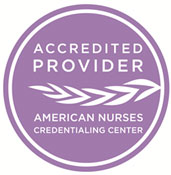 ACCREDITED
PROVIDER
AMERICAN NURSES
CREDENTIALING CENTER